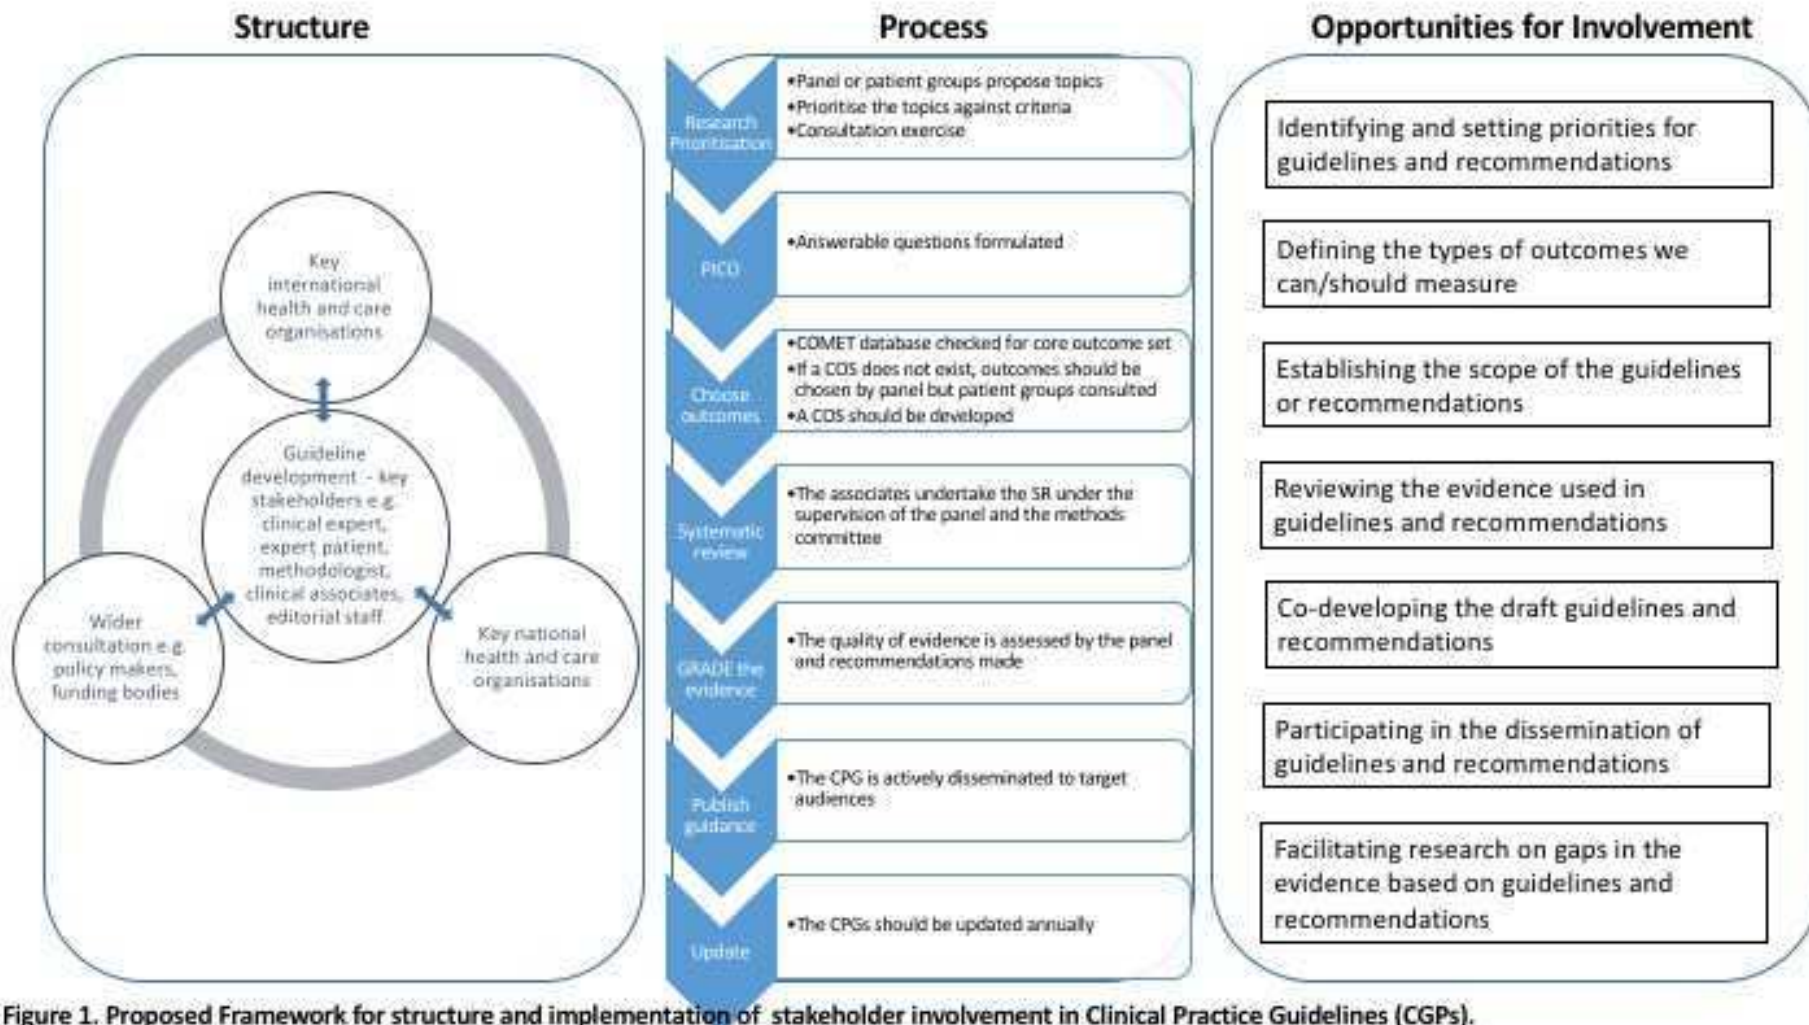 Structure
Key
international
health and care
organisations
Guideline
development - key
stakeholders e.g.
clinical expert,
expert patient,
methodologist,
clinical associates,
editorial staff
Wider
consultation e.g.
policy makers,
funding bodies
Key national
health and care
organisations
Process
Research
Prioritisation
•Panel or patient groups propose topics
•Prioritise the topics against criteria
•Consultation exercise
PICO
•Answerable questions formulated
Choose
outcomes
•COMET database checked for core outcome set
•If a COS does not exist, outcomes should be
chosen by panel but patient groups consulted
•A COS should be developed
Systematic
review
•The associates undertake the SR under the
supervision of the panel and the methods
committee
GRADE the
evidence
•The quality of evidence is assessed by the panel
and recommendations made
Publish
guidance
•The CPG is actively disseminated to target
audiences
Update
•The CPGs should be updated annually
Opportunities for Involvement
Identifying and setting priorities for
guidelines and recommendations
Defining the types of outcomes we
can/should measure
Establishing the scope of the guidelines
or recommendations
Reviewing the evidence used in
guidelines and recommendations
Co-developing the draft guidelines and
recommendations
Participating in the dissemination of
guidelines and recommendations
Facilitating research on gaps in the
evidence based on guidelines and
recommendations
Figure 1. Proposed Framework for structure and implementation of stakeholder involvement in Clinical Practice Guidelines (CGPs).